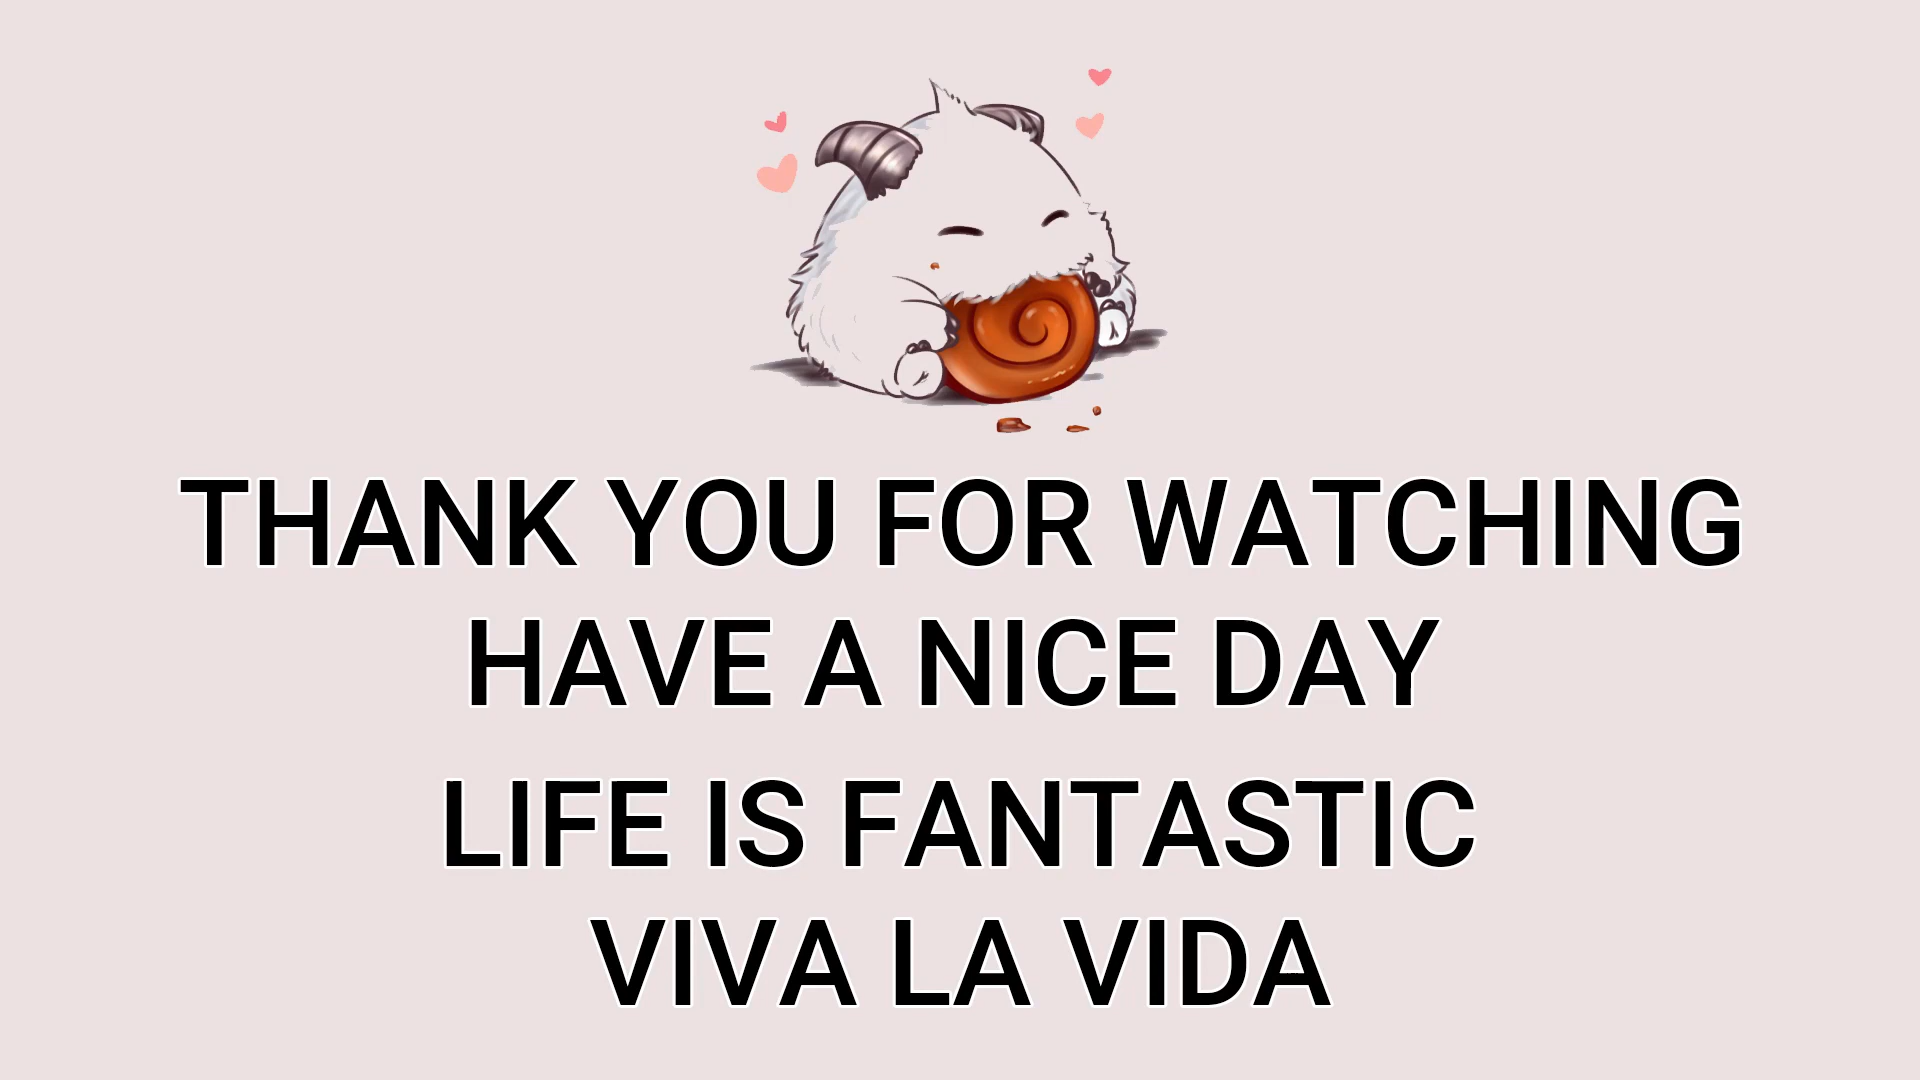 THANK YOU FOR WATCHING
HAVE A NICE DAY
LIFE IS FANTASTIC
VIVA LA VIDA